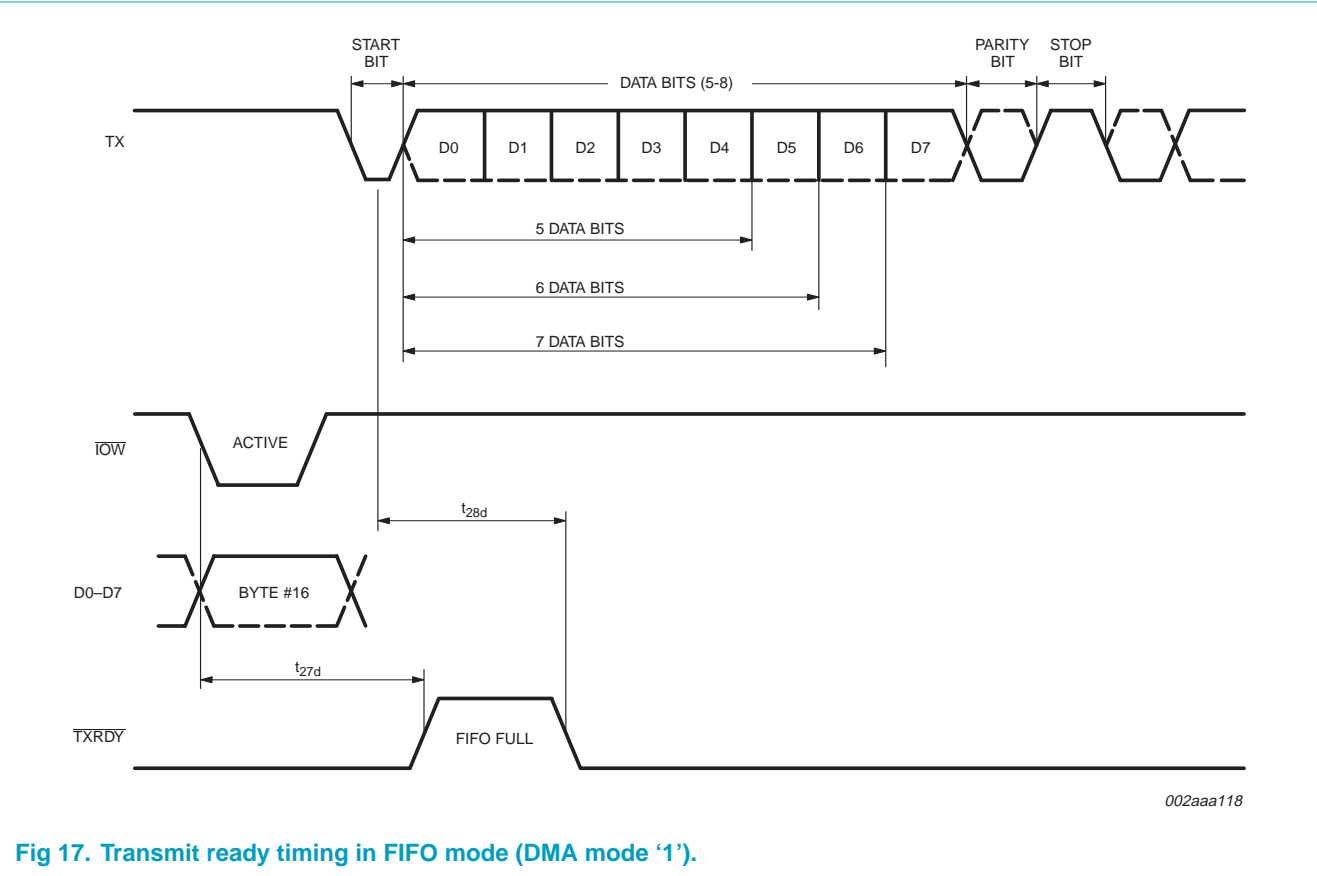 START BIT
PARITY BIT
STOP BIT
DATA BITS (5-8)
TX
D0
D1
D2
D3
D4
D5
D6
D7
5 DATA BITS
6 DATA BITS
7 DATA BITS
IOW
ACTIVE
t28d
D0–D7
BYTE #16
t27d
TXRDY
FIFO FULL
002aaa118
Fig 17. Transmit ready timing in FIFO mode (DMA mode ‘1’).